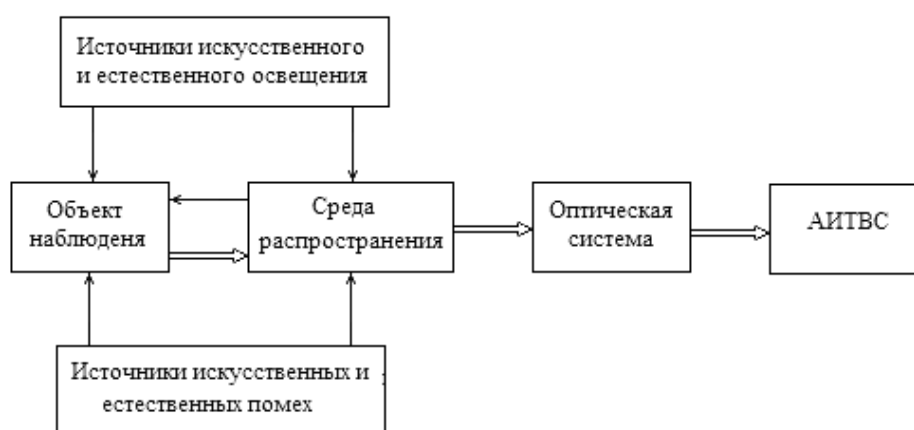 Источники искусственного
и естественного освещения
Объект
наблюденя
Среда
распространения
Оптическая
система
АИТВС
Источники искусственных и
естественных помех